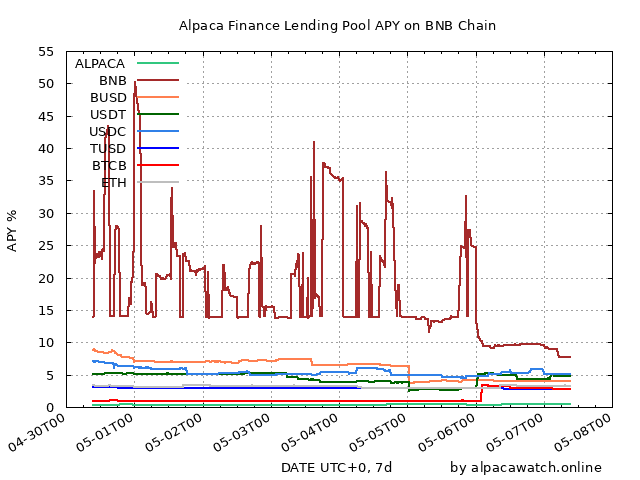 Alpaca Finance Lending Pool APY on BNB Chain
55
50
45
40
35
30
25
20
15
10
5
0
APY %
ALPACA
BNB
BUSD
USDT
USDC
TUSD
BTCB
ETH
04-30T00
05-01T00
05-02T00
05-03T00
05-04T00
05-05T00
05-06T00
05-07T00
05-08T00
DATE UTC+0, 7d
by alpacawatch.online